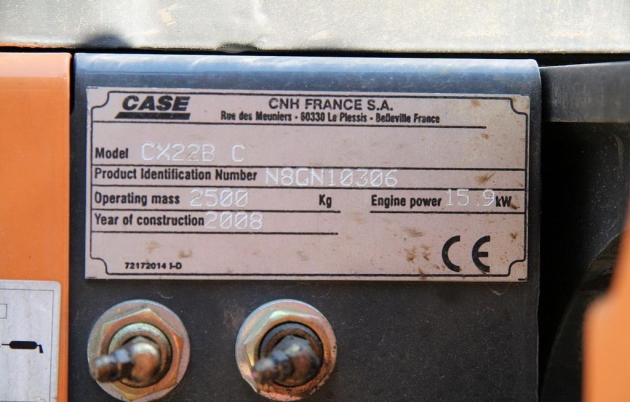 CASE
CNH FRANCE S.A.
Rue des Meuniers - 60330 Le Plessis - Belleville France
Model CX22B C
Product Identification Number N8GN10306
Operating mass 2500 Kg Engine power 15.9 kW
Year of construction 2008
72172014 I-D CE